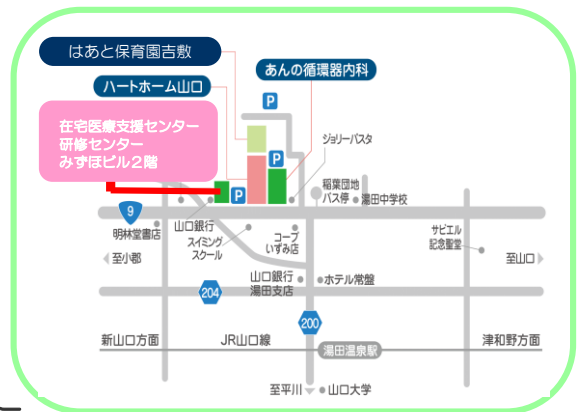 はあと保育園吉敷
あんの循環器内科
ハートホーム山口
P
在宅医療支援センター
研修センター
みずほビル2階
P
ジョリーパスタ
P
稲葉団地
バス停
湯田中学校
9
山口銀行
明林堂書店
スイミング
スクール
コープ
いずみ店
サビエル
記念聖堂
至小郡
至山口
山口銀行
湯田支店
ホテル常盤
204
200
新山口方面
JR山口線
湯田温泉駅
津和野方面
至平川
山口大学